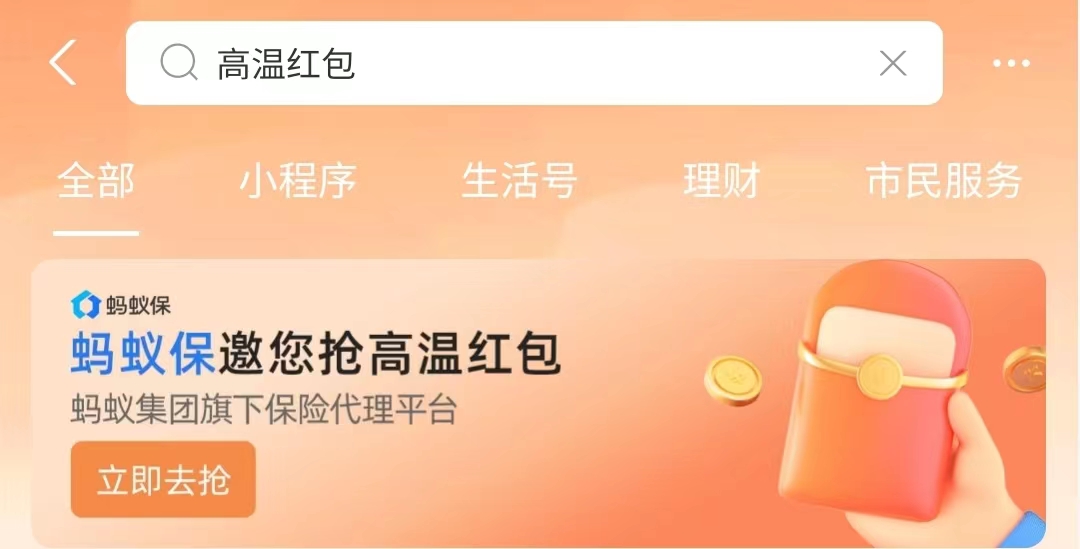 高温红包
全部 小程序 生活号 理财 市民服务
蚂蚁保
蚂蚁保邀您抢高温红包
蚂蚁集团旗下保险代理平台
立即去抢